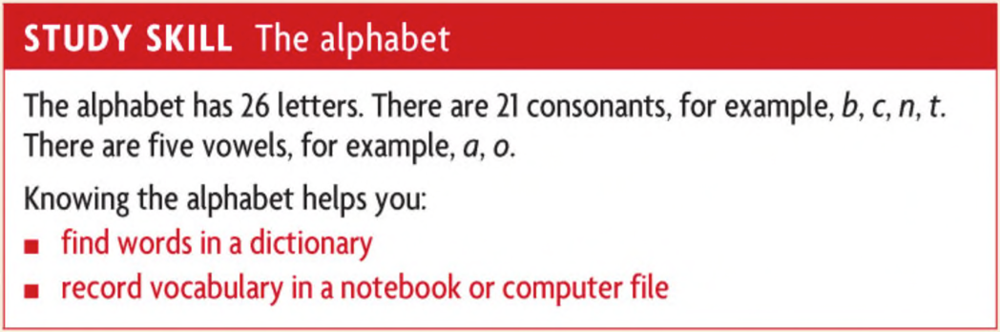 STUDY SKILL The alphabet
The alphabet has 26 letters. There are 21 consonants, for example, b, c, n, t.
There are five vowels, for example, a, o.
Knowing the alphabet helps you:
■ find words in a dictionary
■ record vocabulary in a notebook or computer file